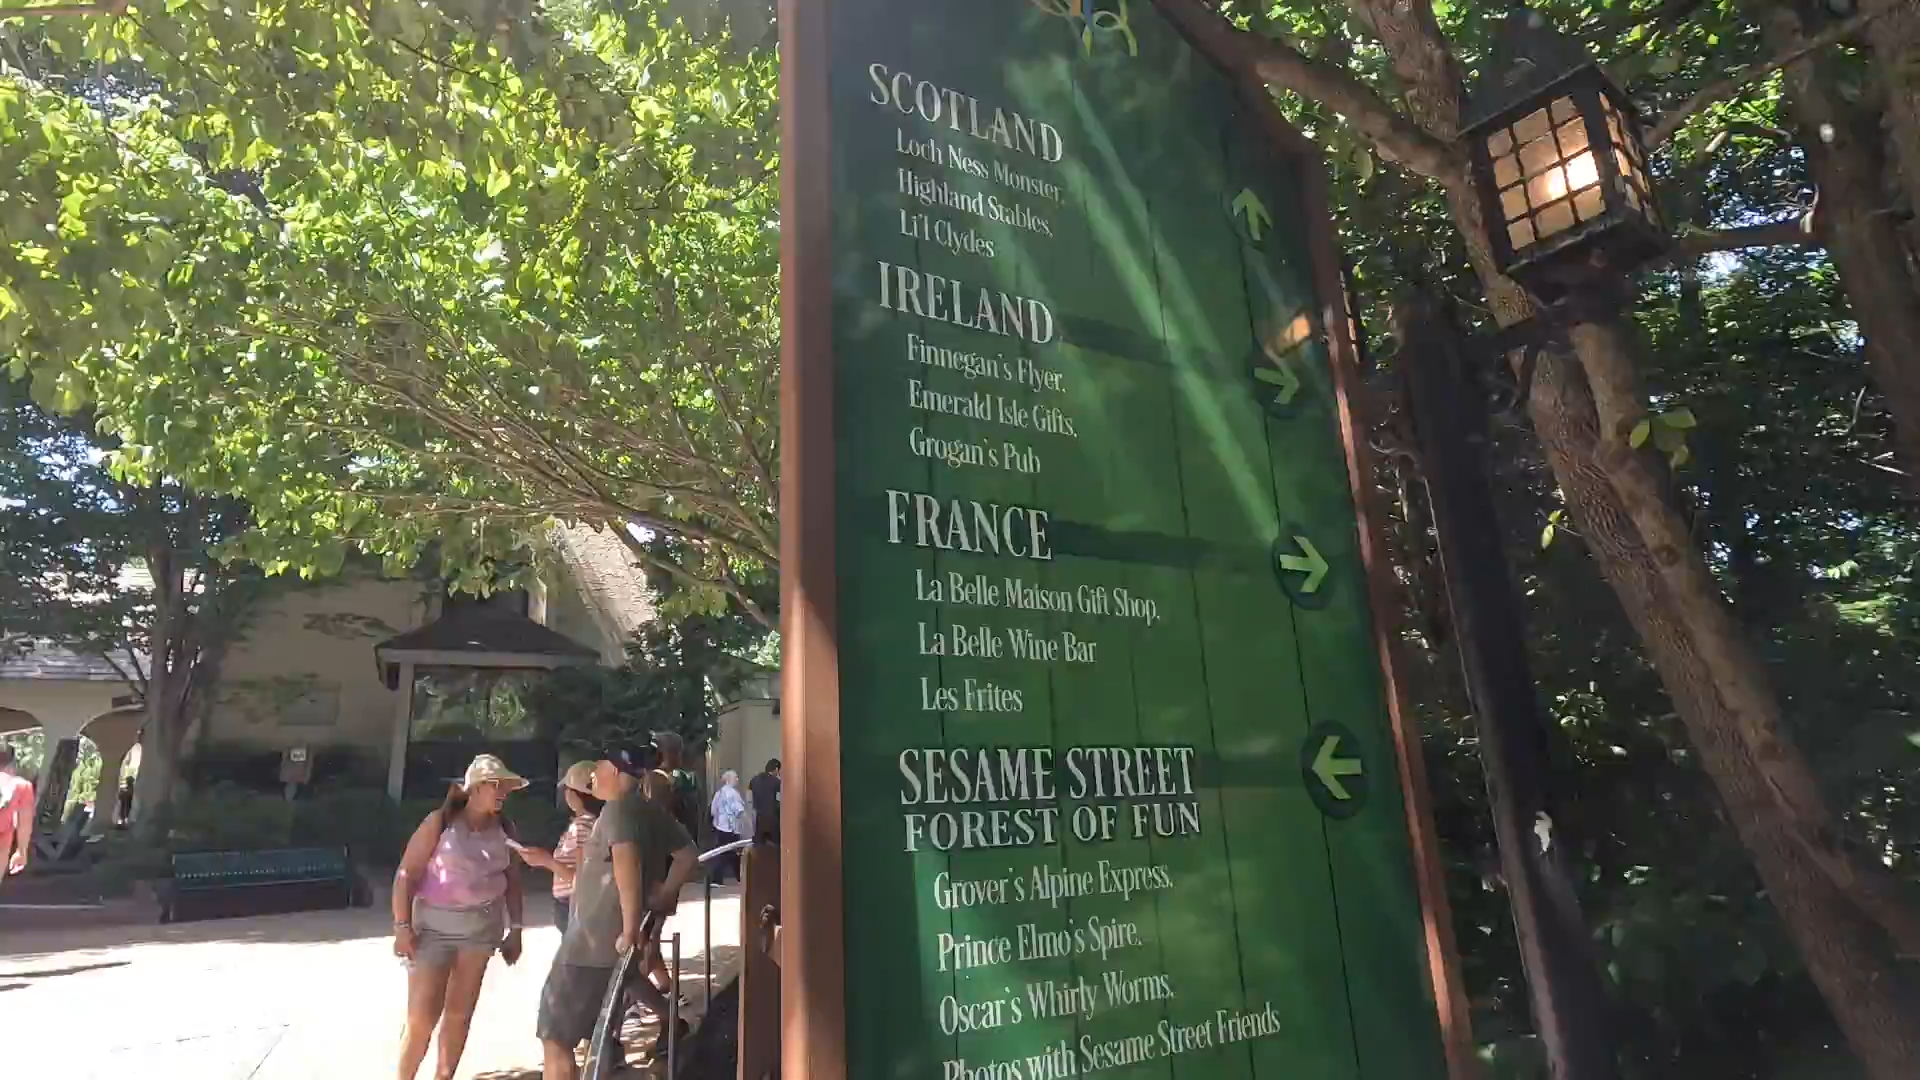 SCOTLAND
Loch Ness Monster,
Highland Stables,
Li'l Clydes
IRELAND
Finnegan's Flyer,
Emerald Isle Gifts,
Grogan's Pub
FRANCE
La Belle Maison Gift Shop,
La Belle Wine Bar
Les Frites
SESAME STREET
FOREST OF FUN
Grover's Alpine Express,
Prince Elmo's Spire,
Oscar's Whirly Worms,
Photos with Sesame Street Friends